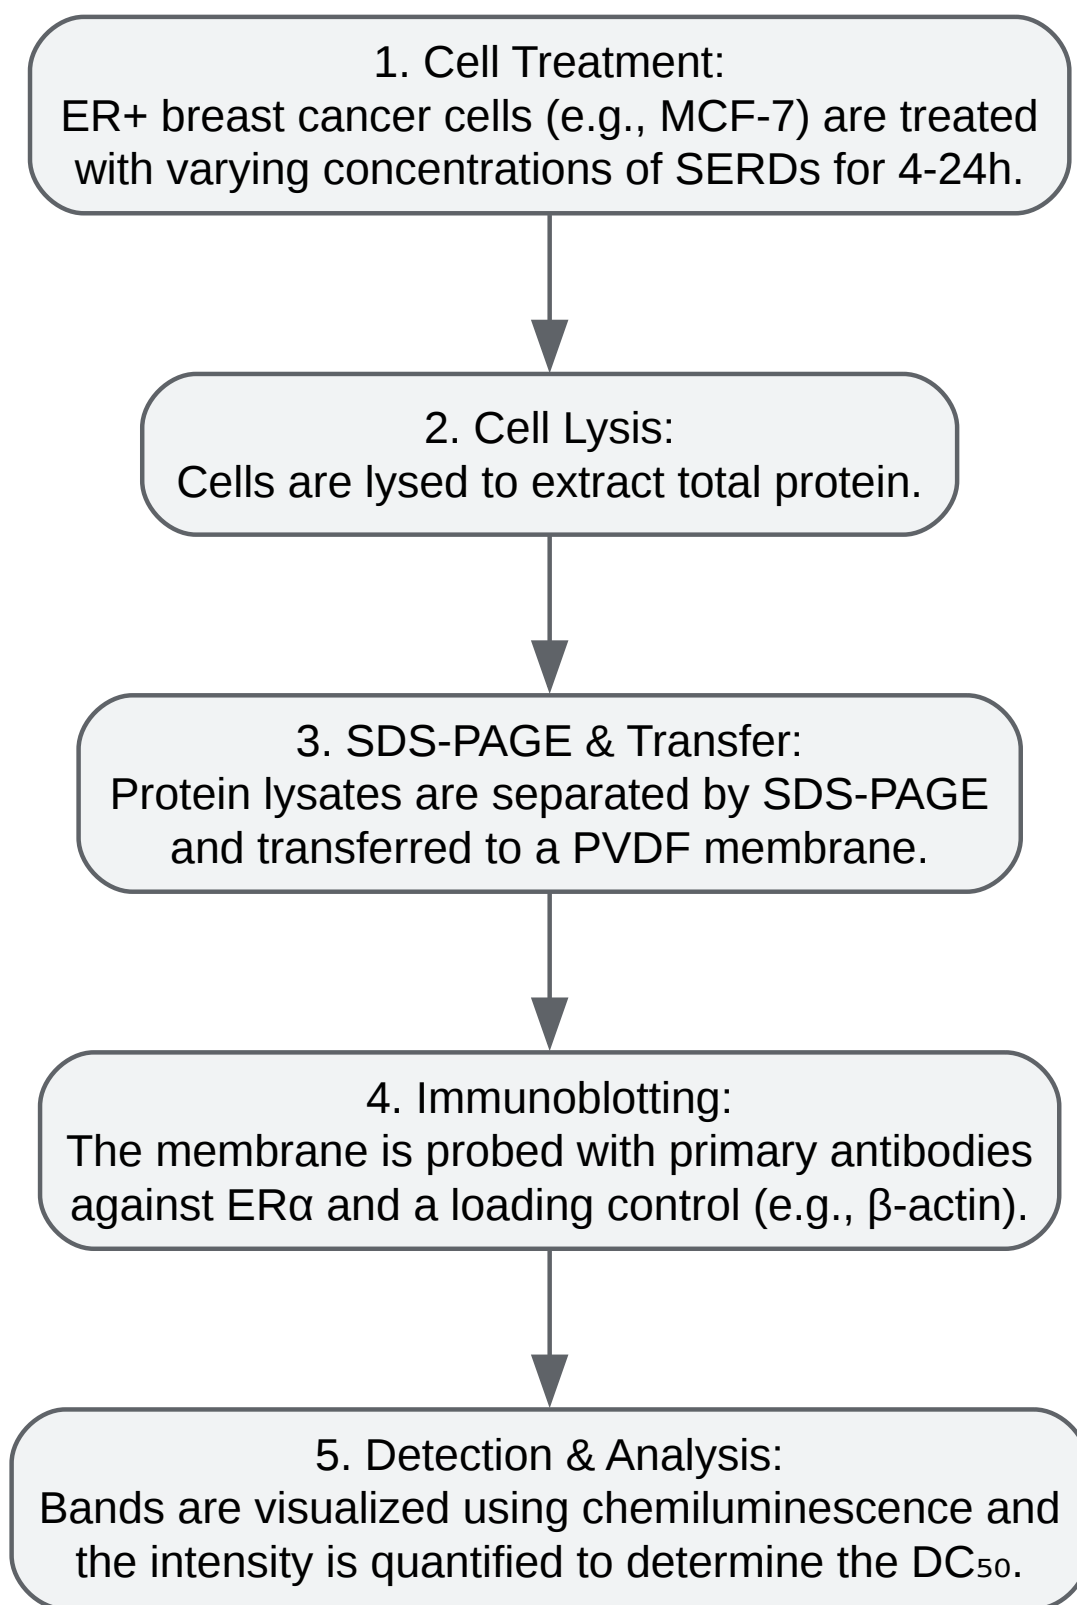 1. Cell Treatment:
ER+ breast cancer cells (e.g., MCF-7) are treated
with varying concentrations of SERDs for 4-24h.
2. Cell Lysis:
Cells are lysed to extract total protein.
3. SDS-PAGE & Transfer:
Protein lysates are separated by SDS-PAGE
and transferred to a PVDF membrane.
4. Immunoblotting:
The membrane is probed with primary antibodies
against ERα and a loading control (e.g., β-actin).
5. Detection & Analysis:
Bands are visualized using chemiluminescence and
the intensity is quantified to determine the DC₅₀.